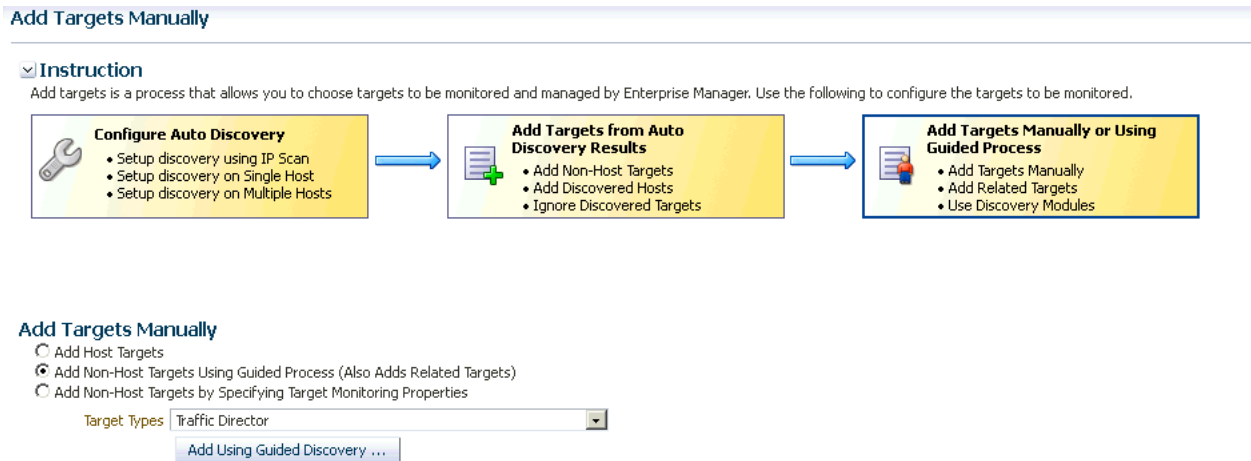 Add Targets Manually
Instruction
Add targets is a process that allows you to choose targets to be monitored and managed by Enterprise Manager. Use the following to configure the targets to be monitored.
Configure Auto Discovery
• Setup discovery using IP Scan
• Setup discovery on Single Host
• Setup discovery on Multiple Hosts
Add Targets from Auto
Discovery Results
• Add Non-Host Targets
• Add Discovered Hosts
• Ignore Discovered Targets
Add Targets Manually or Using
Guided Process
• Add Targets Manually
• Add Related Targets
• Use Discovery Modules
Add Targets Manually
Add Host Targets
Add Non-Host Targets Using Guided Process (Also Adds Related Targets)
Add Non-Host Targets by Specifying Target Monitoring Properties
Target Types Traffic Director
Add Using Guided Discovery ...